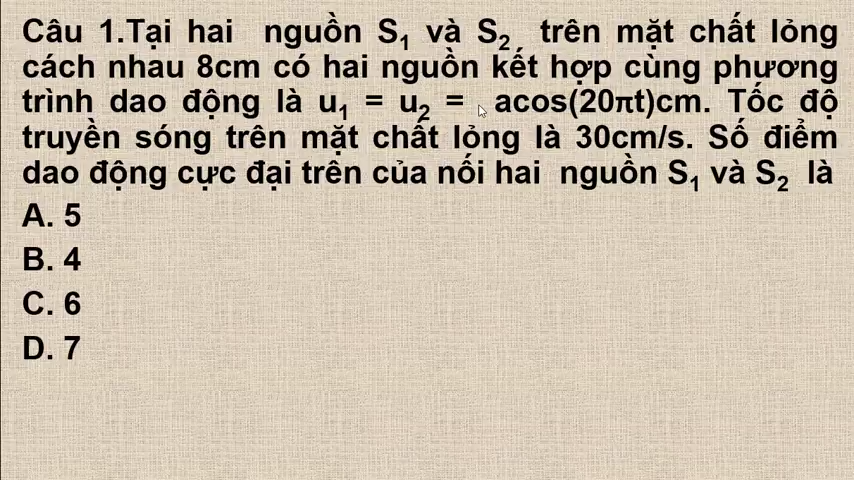 Câu 1.Tại hai nguồn S₁ và S₂ trên mặt chất lỏng
cách nhau 8cm có hai nguồn kết hợp cùng phương
trình dao động là u₁ = u₂ = acos(20πt)cm. Tốc độ
truyền sóng trên mặt chất lỏng là 30cm/s. Số điểm
dao động cực đại trên của nối hai nguồn S₁ và S₂ là
A. 5
B. 4
C. 6
D. 7